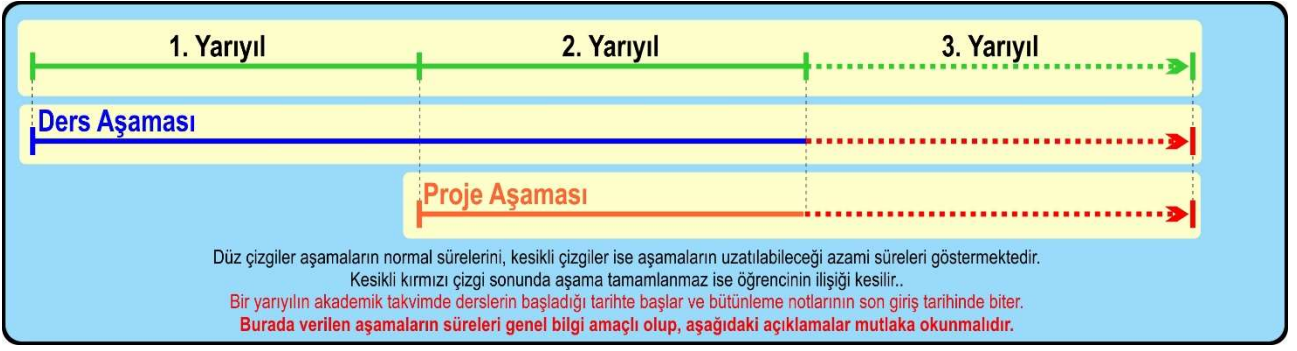 1. Yarıyıl 2. Yarıyıl 3. Yarıyıl
Ders Aşaması
Proje Aşaması
Düz çizgiler aşamaların normal sürelerini, kesikli çizgiler ise aşamaların uzatılabileceği azami süreleri göstermektedir.
Kesikli kırmızı çizgi sonunda aşama tamamlanmaz ise öğrencinin ilişiği kesilir..
Bir yarıyılın akademik takvimde derslerin başladığı tarihte başlar ve bütünleme notlarının son giriş tarihinde biter.
Burada verilen aşamaların süreleri genel bilgi amaçlı olup, aşağıdaki açıklamalar mutlaka okunmalıdır.